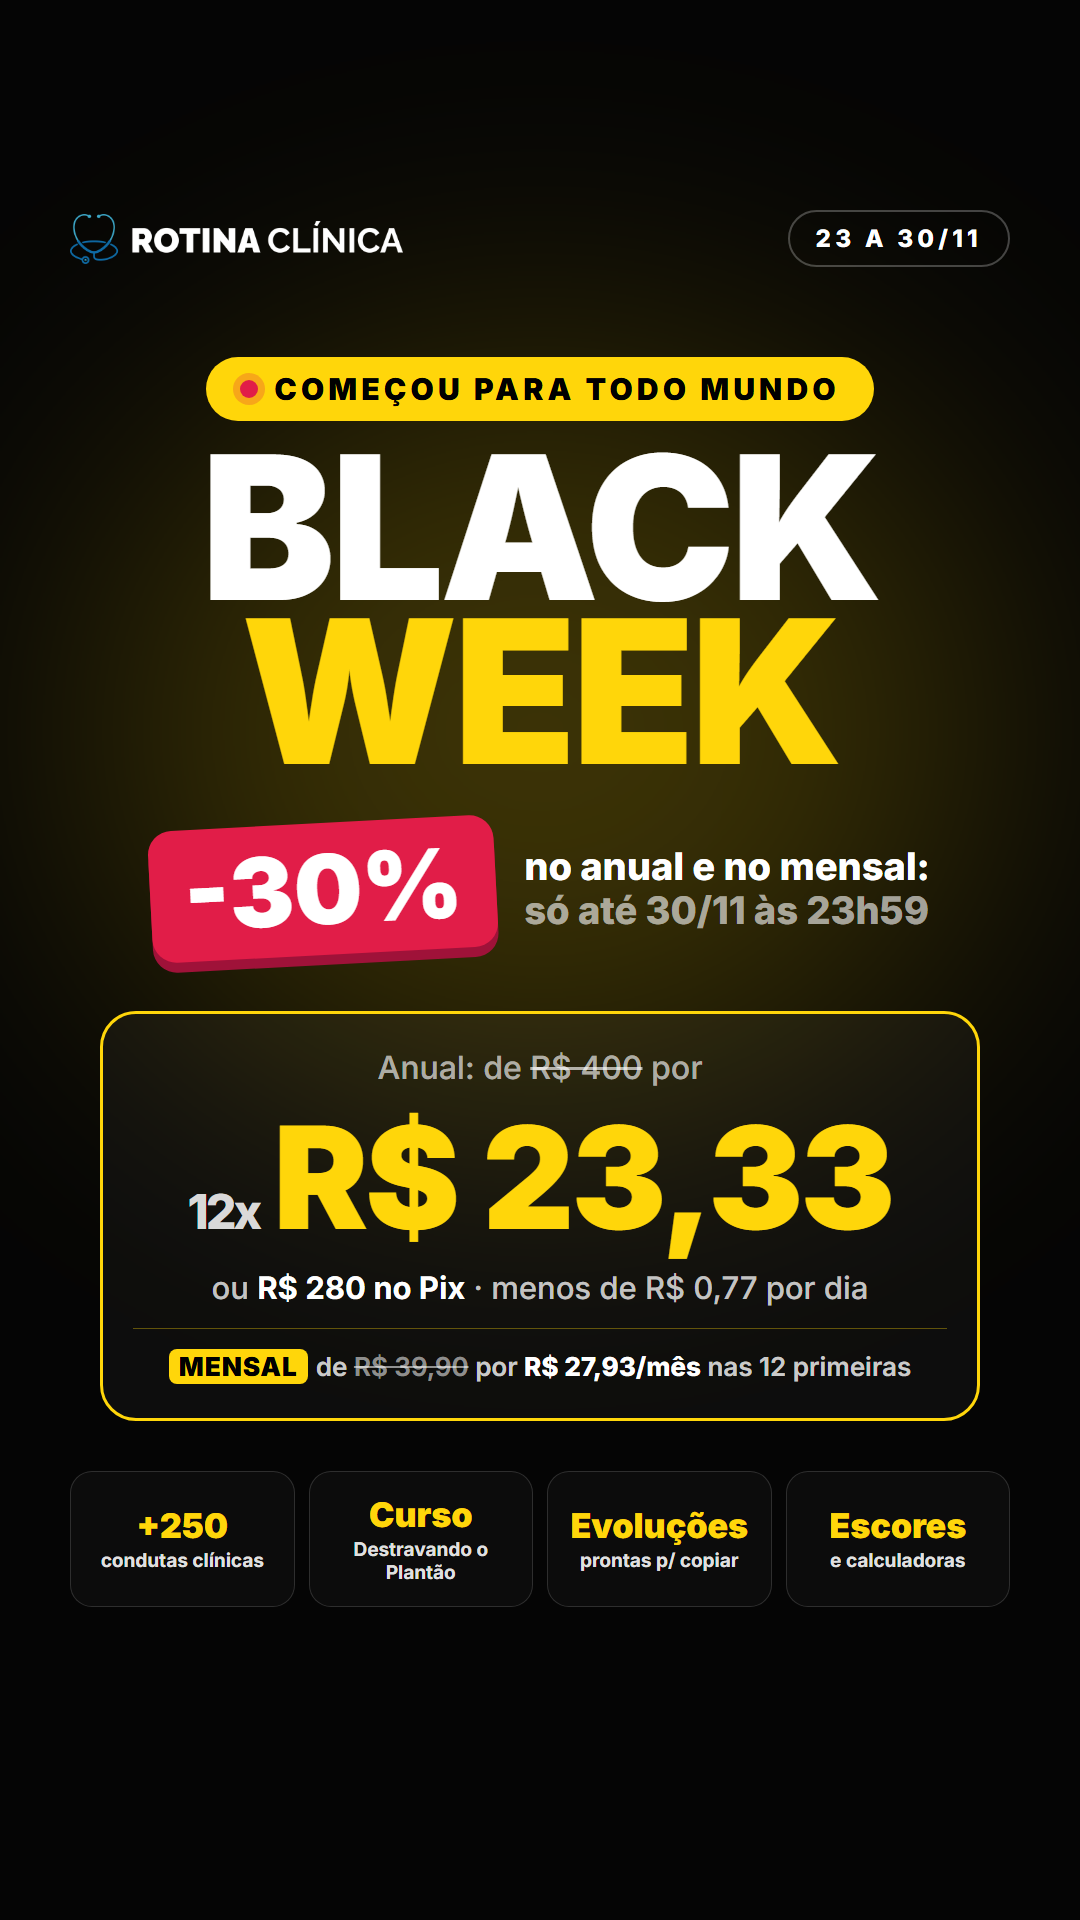 ROTINA CLÍNICA
23 A 30/11
COMEÇOU PARA TODO MUNDO
BLACK
WEEK
-30%
no anual e no mensal:
só até 30/11 às 23h59
Anual: de R$ 400 por
12x R$ 23,33
ou R$ 280 no Pix · menos de R$ 0,77 por dia
MENSAL de R$ 39,90 por R$ 27,93/mês nas 12 primeiras
+250
condutas clínicas
Curso
Destravando o
Plantão
Evoluções
prontas p/ copiar
Escores
e calculadoras